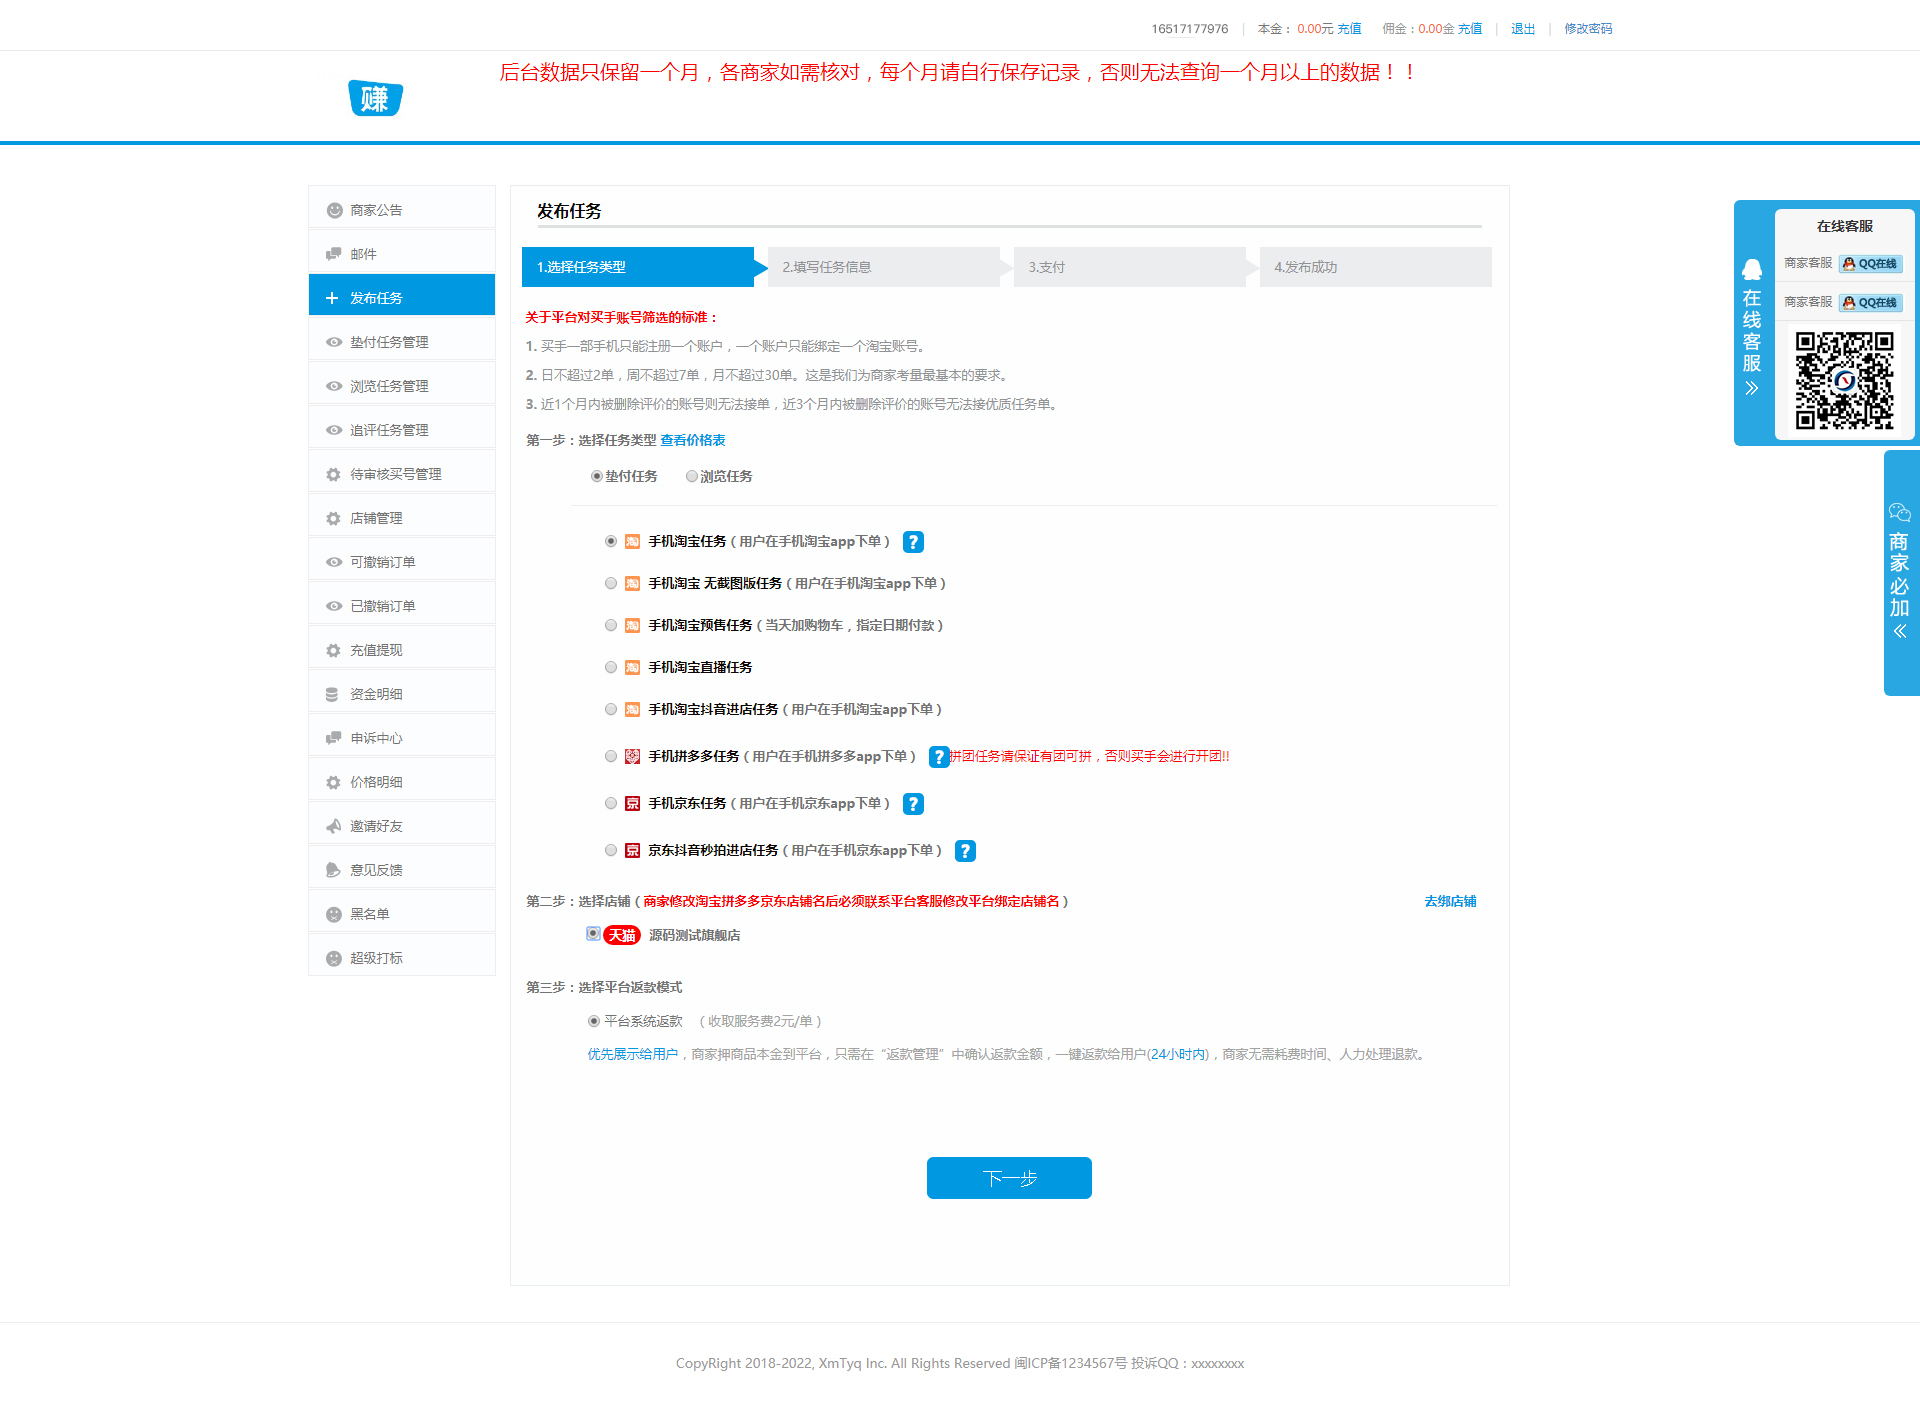 16517177976 | 本金： 0.00元 充值 佣金：0.00金 充值 | 退出 | 修改密码
后台数据只保留一个月，各商家如需核对，每个月请自行保存记录，否则无法查询一个月以上的数据！！
赚
商家公告
邮件
发布任务
垫付任务管理
浏览任务管理
追评任务管理
待审核买号管理
店铺管理
可撤销订单
已撤销订单
充值提现
资金明细
申诉中心
价格明细
邀请好友
意见反馈
黑名单
超级打标
发布任务
1.选择任务类型 2.填写任务信息 3.支付 4.发布成功
关于平台对买手账号筛选的标准：
1. 买手一部手机只能注册一个账户，一个账户只能绑定一个淘宝账号。
2. 日不超过2单，周不超过7单，月不超过30单。这是我们为商家考量最基本的要求。
3. 近1个月内被删除评价的账号则无法接单，近3个月内被删除评价的账号无法接优质任务单。
第一步：选择任务类型 查看价格表
垫付任务 浏览任务
淘 手机淘宝任务（用户在手机淘宝app下单） ?
淘 手机淘宝 无截图版任务（用户在手机淘宝app下单）
淘 手机淘宝预售任务（当天加购物车，指定日期付款）
淘 手机淘宝直播任务
淘 手机淘宝抖音进店任务（用户在手机淘宝app下单）
手机拼多多任务（用户在手机拼多多app下单） ? 拼团任务请保证有团可拼，否则买手会进行开团!!
京 手机京东任务（用户在手机京东app下单） ?
京 京东抖音秒拍进店任务（用户在手机京东app下单） ?
第二步：选择店铺（商家修改淘宝拼多多京东店铺名后必须联系平台客服修改平台绑定店铺名） 去绑店铺
天猫 源码测试旗舰店
第三步：选择平台返款模式
平台系统返款 （收取服务费2元/单）
优先展示给用户，商家押商品本金到平台，只需在“返款管理”中确认返款金额，一键返款给用户(24小时内)，商家无需耗费时间、人力处理退款。
下一步
在线客服
在线客服
商家客服 QQ在线
商家客服 QQ在线
商家必加
CopyRight 2018-2022, XmTyq Inc. All Rights Reserved 闽ICP备1234567号 投诉QQ：xxxxxxxx